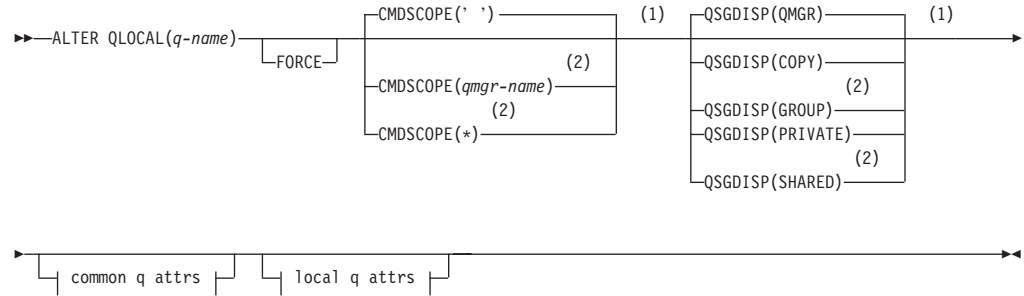 CMDSCOPE(’ ’) (1) QSGDISP(QMGR) (1)
ALTER QLOCAL(q-name)
FORCE (2) QSGDISP(COPY)
CMDSCOPE(qmgr-name) (2)
(2) QSGDISP(GROUP)
CMDSCOPE(*) QSGDISP(PRIVATE)
(2)
QSGDISP(SHARED)
common q attrs local q attrs